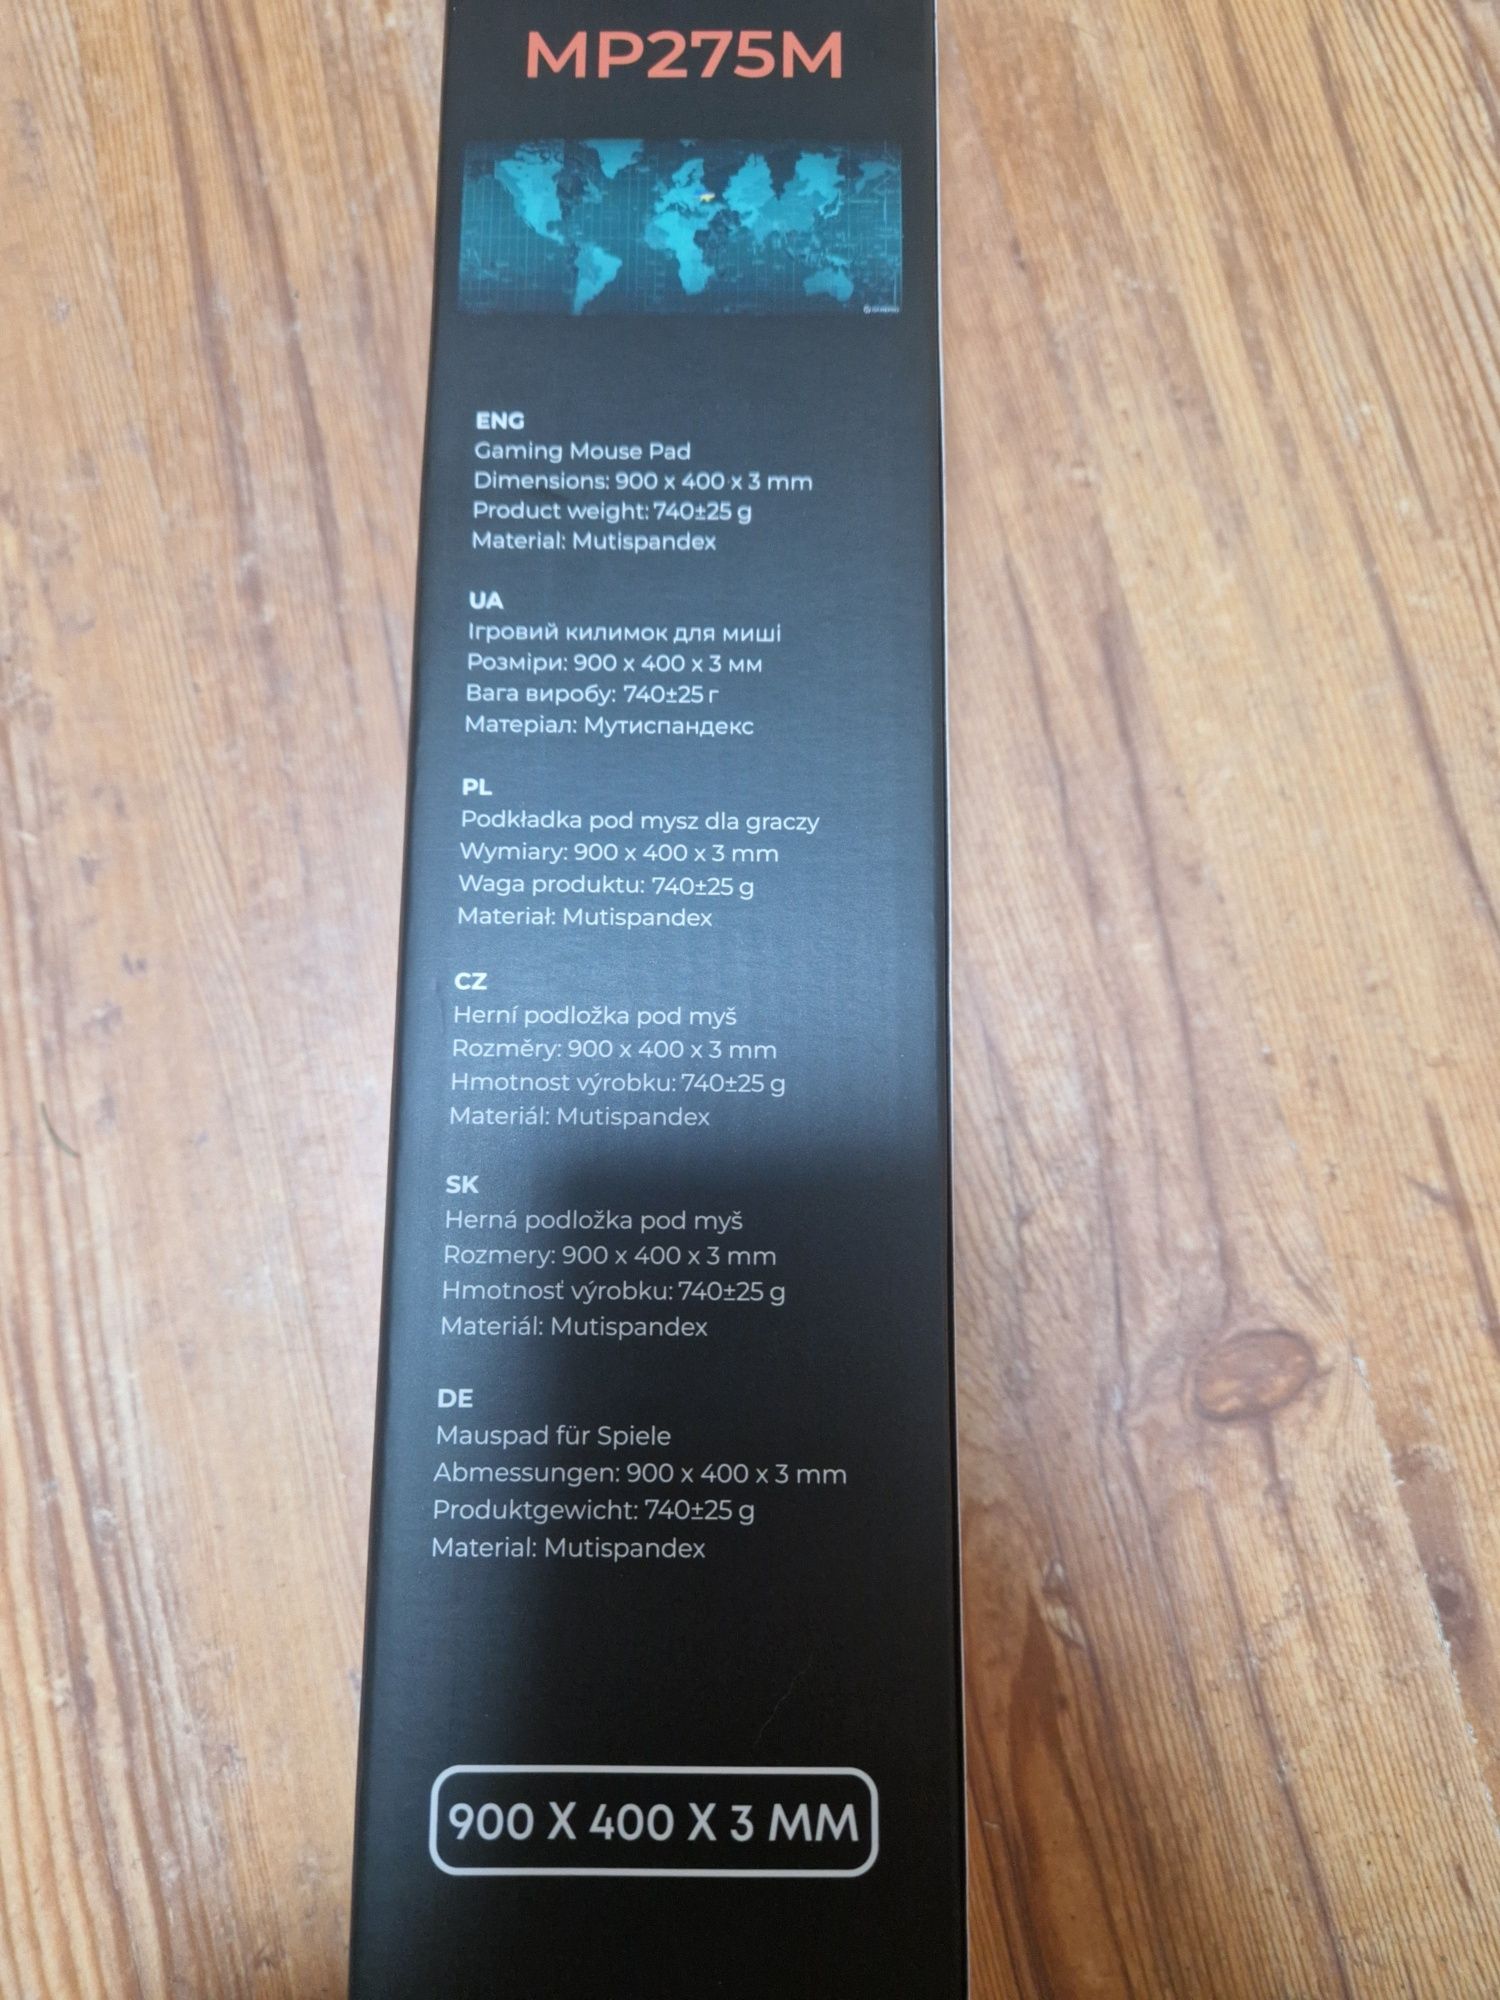 MP275M
ENG
Gaming Mouse Pad
Dimensions: 900 x 400 x 3 mm
Product weight: 740±25 g
Material: Mutispandex
UA
Ігровий килимок для миші
Розміри: 900 x 400 x 3 мм
Вага виробу: 740±25 г
Матеріал: Мутиспандекс
PL
Podkładka pod mysz dla graczy
Wymiary: 900 x 400 x 3 mm
Waga produktu: 740±25 g
Materiał: Mutispandex
CZ
Herní podložka pod myš
Rozměry: 900 x 400 x 3 mm
Hmotnost výrobku: 740±25 g
Materiál: Mutispandex
SK
Herná podložka pod myš
Rozmery: 900 x 400 x 3 mm
Hmotnosť výrobku: 740±25 g
Materiál: Mutispandex
DE
Mauspad für Spiele
Abmessungen: 900 x 400 x 3 mm
Produktgewicht: 740±25 g
Material: Mutispandex
900 X 400 X 3 MM